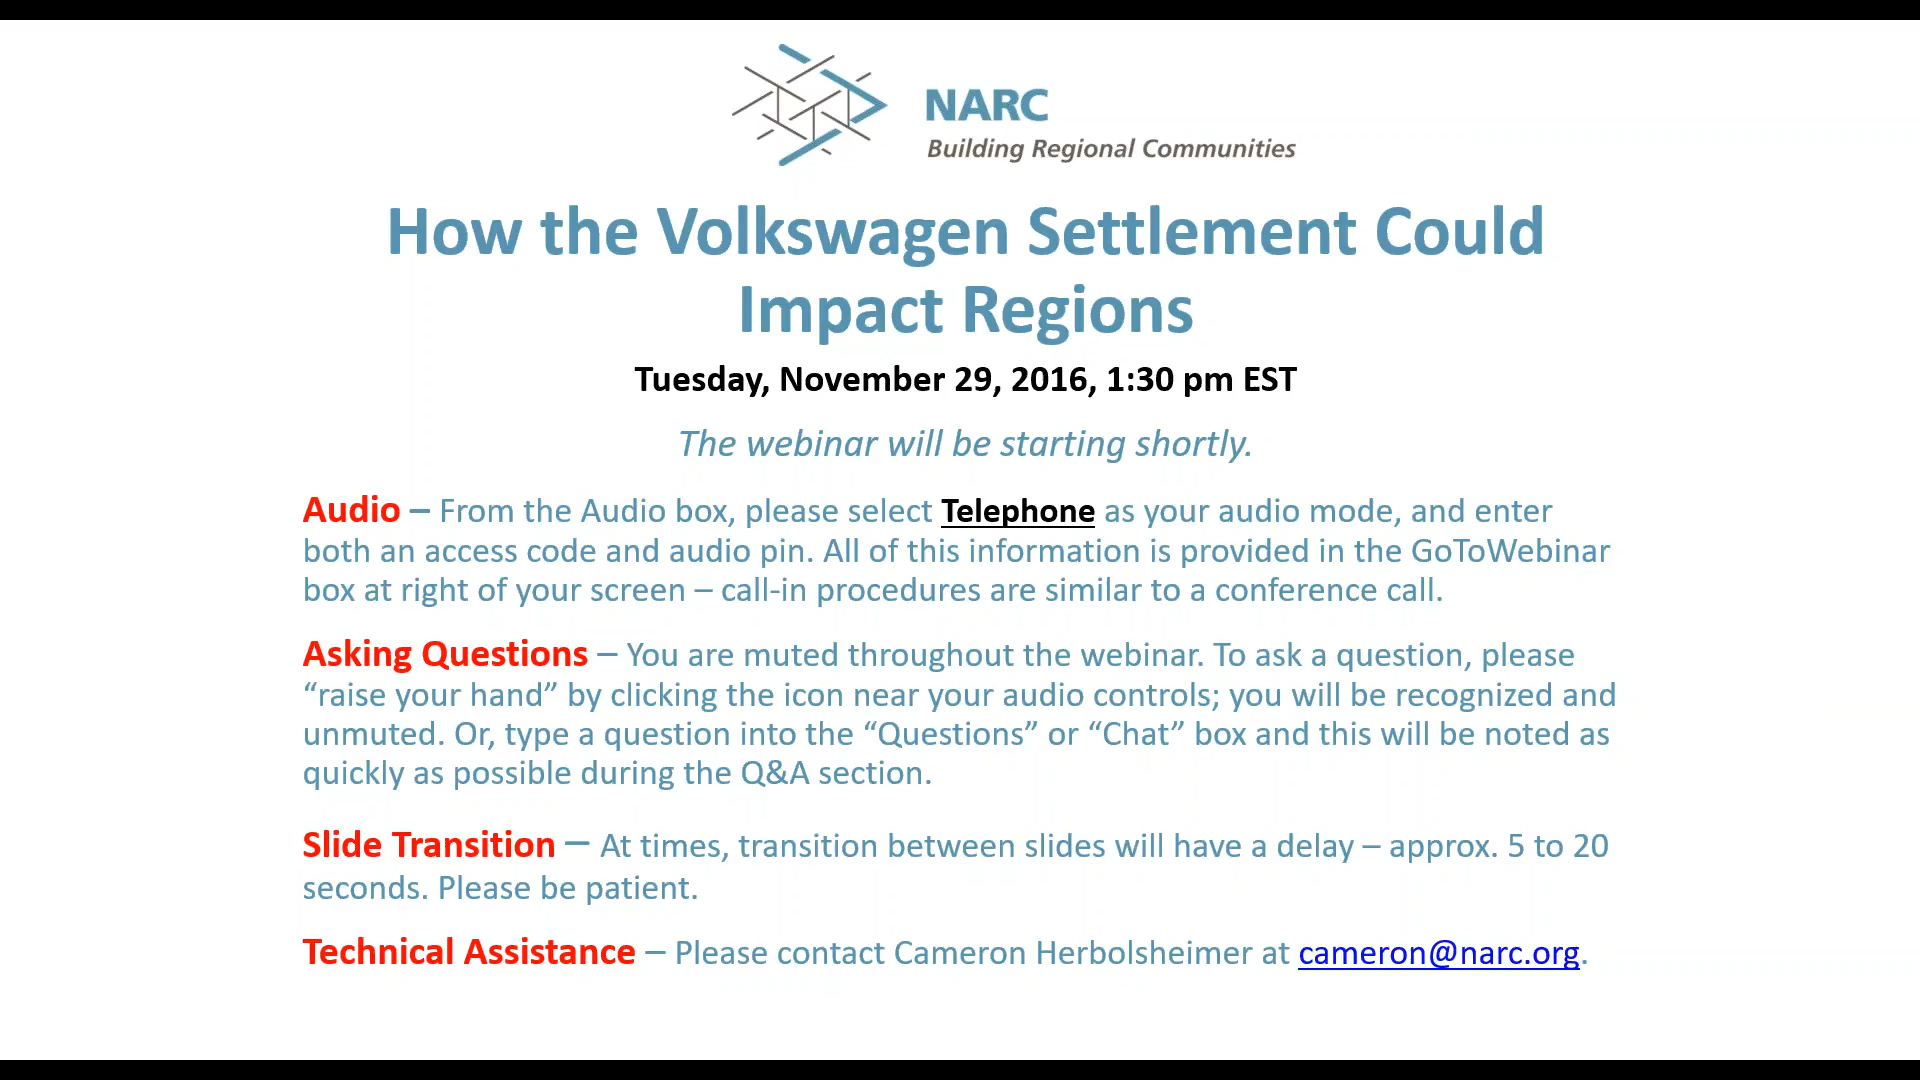 NARC
Building Regional Communities
How the Volkswagen Settlement Could
Impact Regions
Tuesday, November 29, 2016, 1:30 pm EST
The webinar will be starting shortly.
Audio – From the Audio box, please select Telephone as your audio mode, and enter
both an access code and audio pin. All of this information is provided in the GoToWebinar
box at right of your screen – call-in procedures are similar to a conference call.
Asking Questions – You are muted throughout the webinar. To ask a question, please
“raise your hand” by clicking the icon near your audio controls; you will be recognized and
unmuted. Or, type a question into the “Questions” or “Chat” box and this will be noted as
quickly as possible during the Q&A section.
Slide Transition – At times, transition between slides will have a delay – approx. 5 to 20
seconds. Please be patient.
Technical Assistance – Please contact Cameron Herbolsheimer at cameron@narc.org.